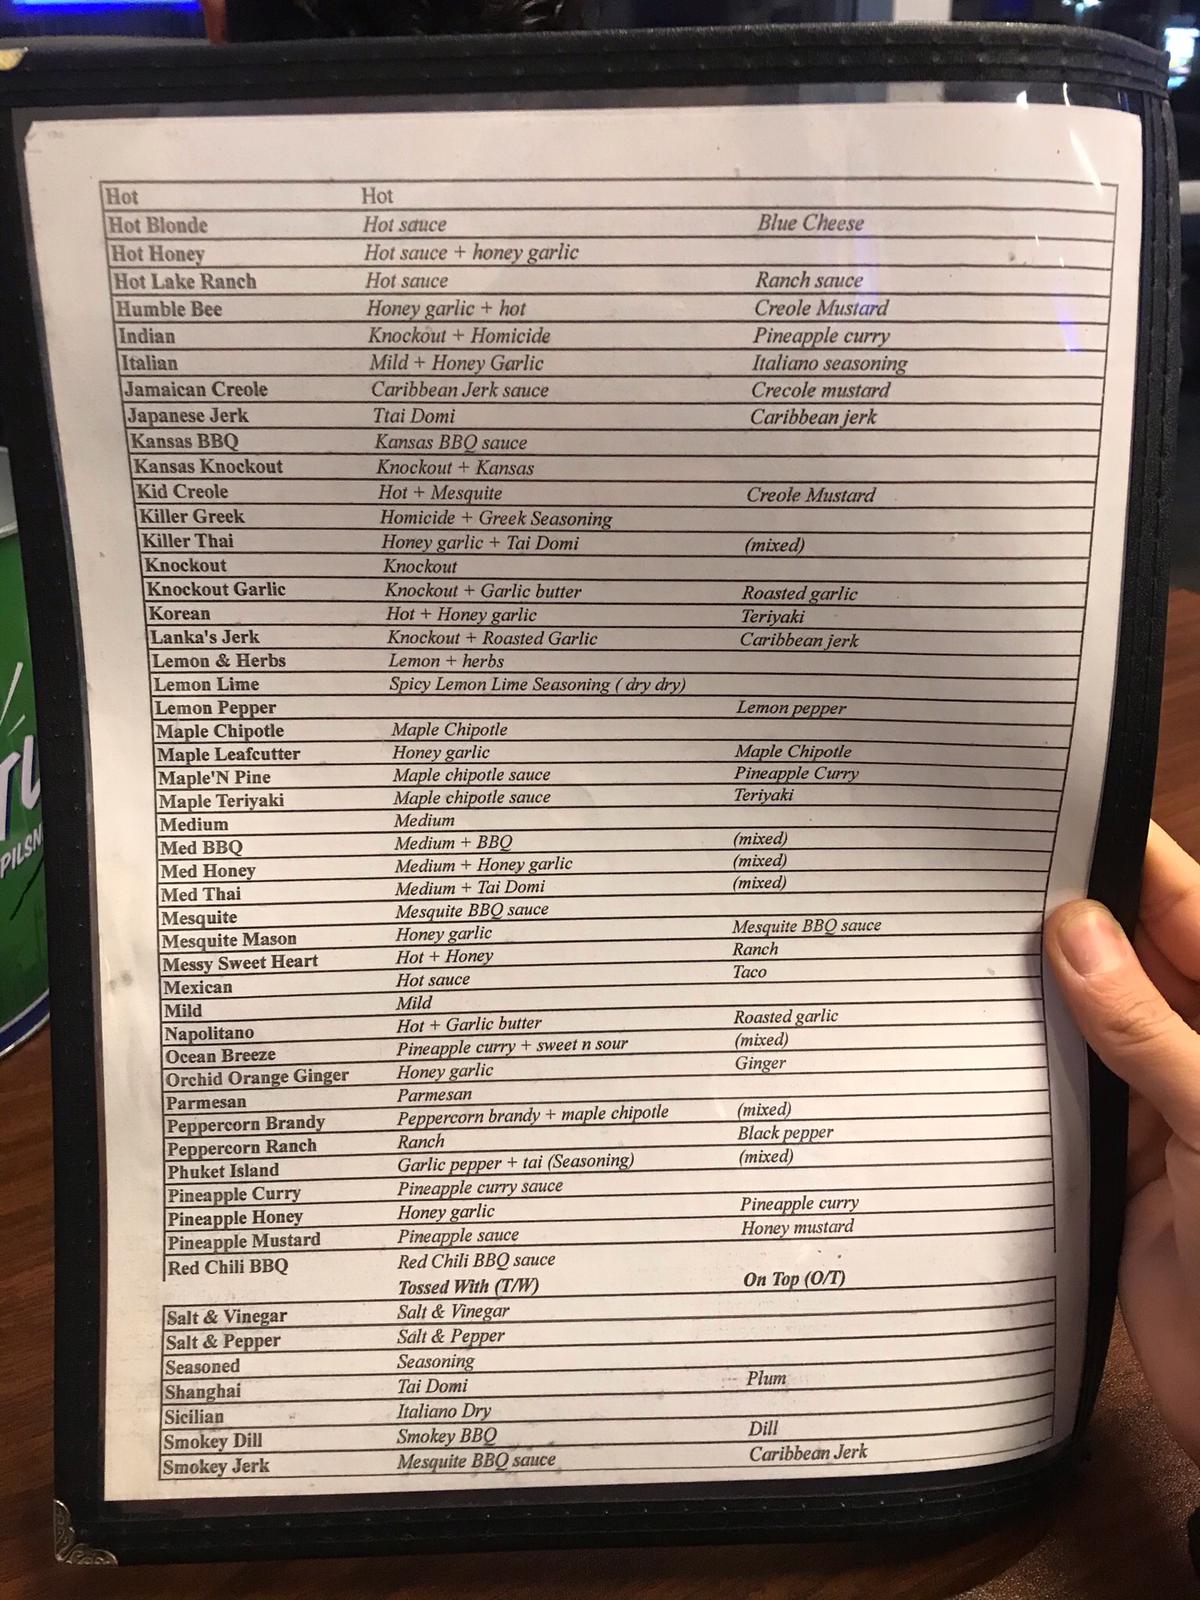 Hot Hot
Hot Blonde Hot sauce Blue Cheese
Hot Honey Hot sauce + honey garlic
Hot Lake Ranch Hot sauce Ranch sauce
Humble Bee Honey garlic + hot Creole Mustard
Indian Knockout + Homicide Pineapple curry
Italian Mild + Honey Garlic Italiano seasoning
Jamaican Creole Caribbean Jerk sauce Crecole mustard
Japanese Jerk Ttai Domi Caribbean jerk
Kansas BBQ Kansas BBQ sauce
Kansas Knockout Knockout + Kansas
Kid Creole Hot + Mesquite Creole Mustard
Killer Greek Homicide + Greek Seasoning
Killer Thai Honey garlic + Tai Domi (mixed)
Knockout Knockout
Knockout Garlic Knockout + Garlic butter Roasted garlic
Korean Hot + Honey garlic Teriyaki
Lanka's Jerk Knockout + Roasted Garlic Caribbean jerk
Lemon & Herbs Lemon + herbs
Lemon Lime Spicy Lemon Lime Seasoning ( dry dry)
Lemon Pepper Lemon pepper
Maple Chipotle Maple Chipotle
Maple Leafcutter Honey garlic Maple Chipotle
Maple'N Pine Maple chipotle sauce Pineapple Curry
Maple Teriyaki Maple chipotle sauce Teriyaki
Medium Medium
Med BBQ Medium + BBQ (mixed)
Med Honey Medium + Honey garlic (mixed)
Med Thai Medium + Tai Domi (mixed)
Mesquite Mesquite BBQ sauce
Mesquite Mason Honey garlic Mesquite BBQ sauce
Messy Sweet Heart Hot + Honey Ranch
Mexican Hot sauce Taco
Mild Mild
Napolitano Hot + Garlic butter Roasted garlic
Ocean Breeze Pineapple curry + sweet n sour (mixed)
Orchid Orange Ginger Honey garlic Ginger
Parmesan Parmesan
Peppercorn Brandy Peppercorn brandy + maple chipotle (mixed)
Peppercorn Ranch Ranch Black pepper
Phuket Island Garlic pepper + tai (Seasoning) (mixed)
Pineapple Curry Pineapple curry sauce
Pineapple Honey Honey garlic Pineapple curry
Pineapple Mustard Pineapple sauce Honey mustard
Red Chili BBQ Red Chili BBQ sauce
Tossed With (T/W) On Top (O/T)
Salt & Vinegar Salt & Vinegar
Salt & Pepper Salt & Pepper
Seasoned Seasoning
Shanghai Tai Domi Plum
Sicilian Italiano Dry
Smokey Dill Smokey BBQ Dill
Smokey Jerk Mesquite BBQ sauce Caribbean Jerk